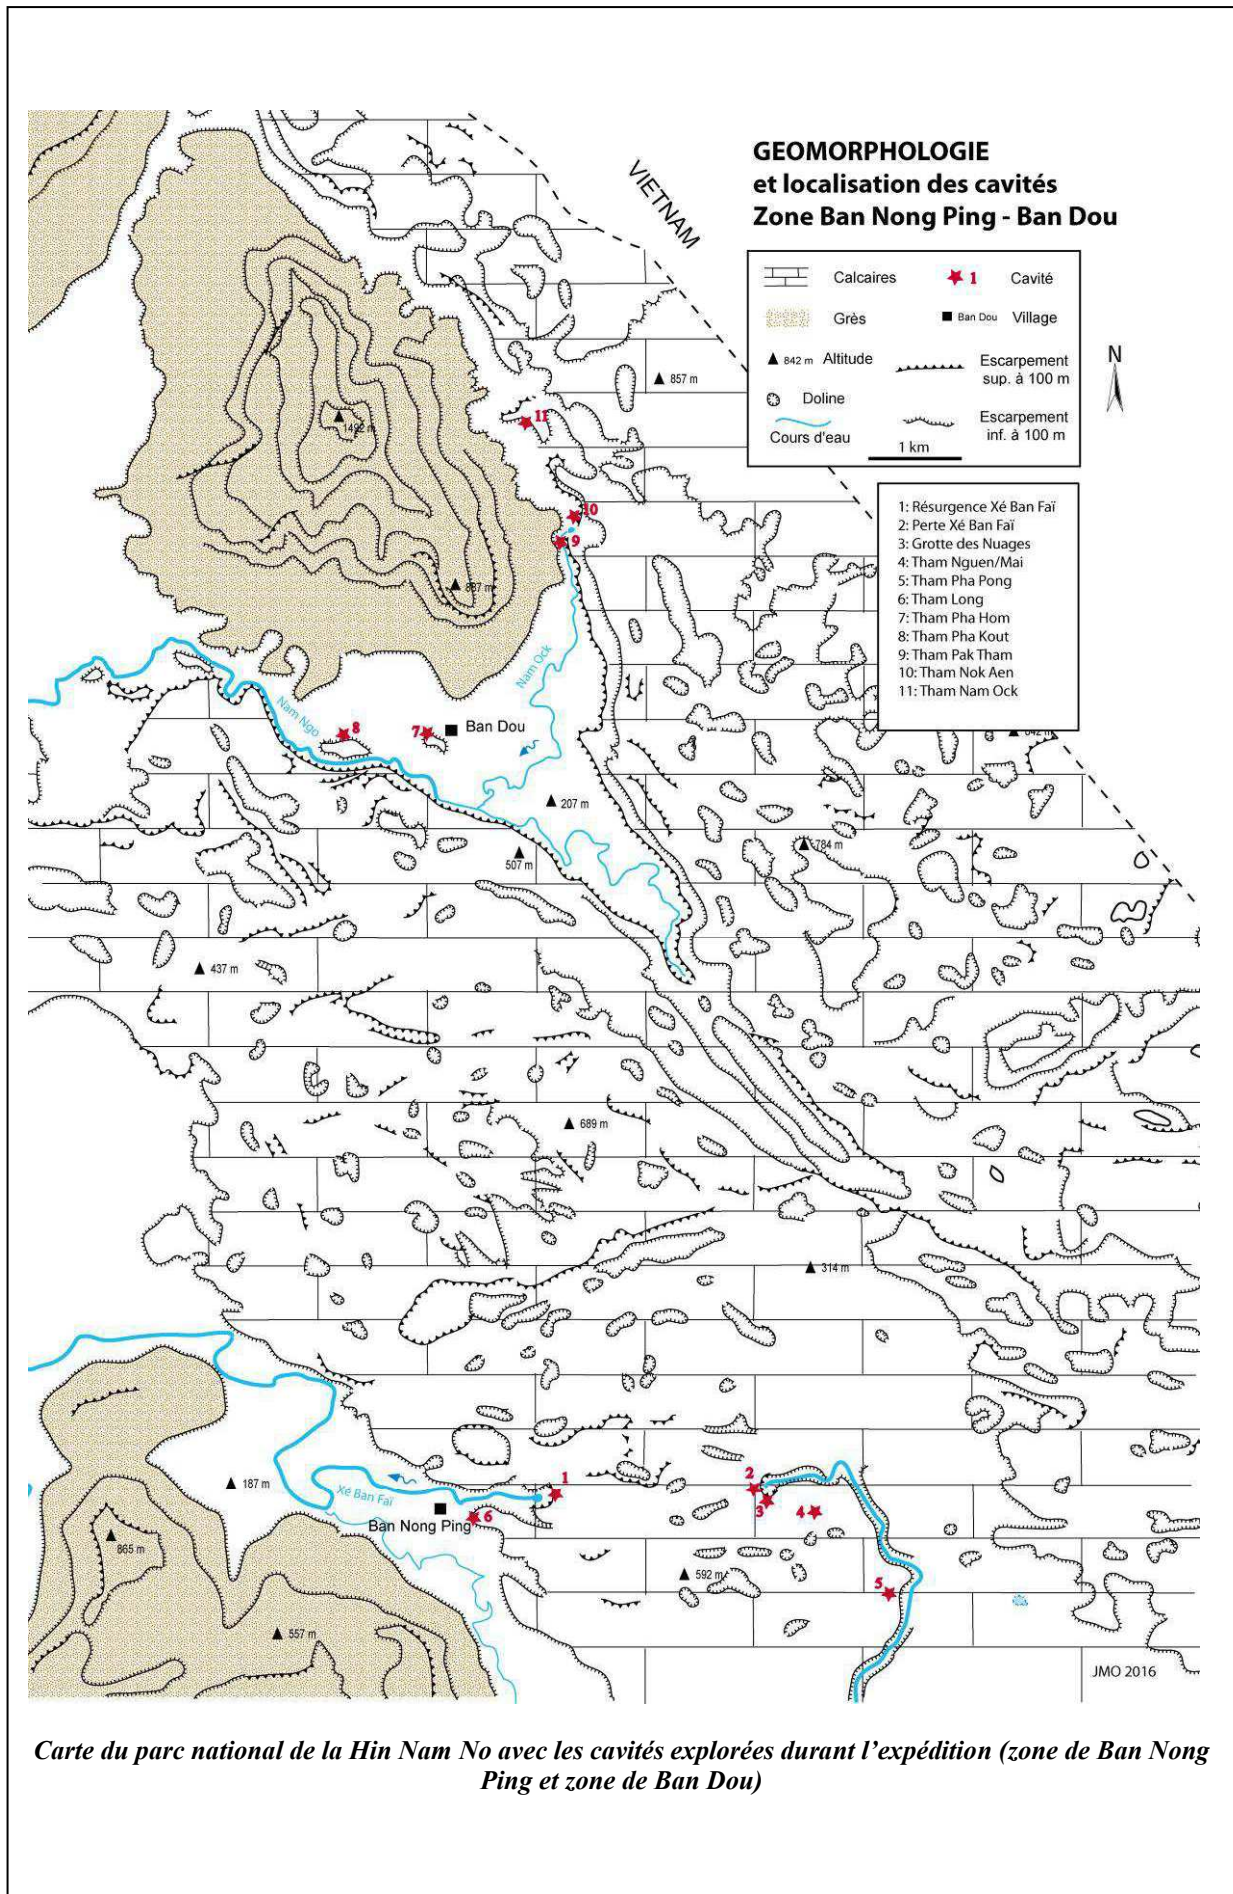 GEOMORPHOLOGIE
et localisation des cavités
Zone Ban Nong Ping - Ban Dou
VIETNAM
Calcaires
1 Cavité
Grès
Ban Dou Village
842 m Altitude
Escarpement
sup. à 100 m
Doline
Cours d'eau
Escarpement
inf. à 100 m
1 km
N
1: Résurgence Xé Ban Faï
2: Perte Xé Ban Faï
3: Grotte des Nuages
4: Tham Nguen/Mai
5: Tham Pha Pong
6: Tham Long
7: Tham Pha Hom
8: Tham Pha Kout
9: Tham Pak Tham
10: Tham Nok Aen
11: Tham Nam Ock
857 m
11
1492 m
10
9
887 m
Nam Ock
Nam Ngo
8
7
Ban Dou
842 m
207 m
507 m
784 m
437 m
689 m
314 m
187 m
Xé Ban Faï
1
2
3
4
Ban Nong Ping
6
865 m
592 m
5
557 m
JMO 2016
Carte du parc national de la Hin Nam No avec les cavités explorées durant l'expédition (zone de Ban Nong
Ping et zone de Ban Dou)